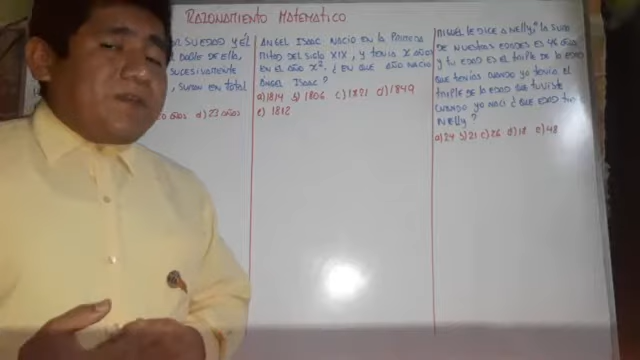 RAZONAMIENTO MATEMATICO
SU EDAD Y ÉL
DOBLE DE ELLA,
SUCESIVAMENTE
, SUMAN EN TOTAL
20 AÑOS d) 23 AÑOS
ANGEL ISAAC NACIO EN LA PRIMERA
MITAD DEL SIGLO XIX, Y TENIA X AÑOS
EN EL AÑO X². ¿ EN QUE AÑO NACIO
ANGEL ISAAC ?
a) 1814 b) 1806 c) 1821 d) 1849
e) 1812
LE DICE A NELLY, "LA SUMA
DE NUESTRAS EDADES ES 46 AÑOS
Y TU EDAD ES EL TRIPLE DE LA EDAD
QUE TENIAS CUANDO YO TENIA EL
TRIPLE DE LA EDAD QUE TUVISTE
CUANDO YO NACI ¿ QUE EDAD
NELLY ?
a) 24 b) 21 c) 26 d) 18 e) 48